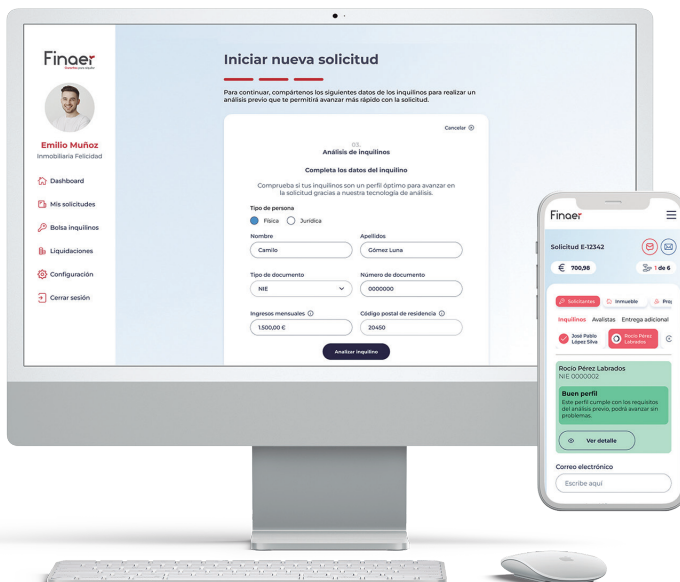 Finaer
Emilio Muñoz
Inmobiliaria Felicidad
Dashboard
Mis solicitudes
Bolsa inquilinos
Liquidaciones
Configuración
Cerrar sesión
Iniciar nueva solicitud
Para continuar, compártenos los siguientes datos de los inquilinos para realizar un
análisis previo que te permitirá avanzar más rápido con la solicitud.
Cancelar
03.
Análisis de inquilinos
Completa los datos del inquilino
Comprueba si tus inquilinos son un perfil óptimo para avanzar en
la solicitud gracias a nuestra tecnología de análisis.
Tipo de persona
Física Jurídica
Nombre Apellidos
Camilo Gómez Luna
Tipo de documento Número de documento
NIE 0000000
Ingresos mensuales Código postal de residencia
1.500,00 € 20450
Analizar inquilino
Finaer
Solicitud E-12342
€ 700,98 1 de 6
Solicitantes Inmueble Prop
Inquilinos Avalistas Entrega adicional
José Pablo
López Silva
Rocío Pérez
Labrados
Rocío Pérez Labrados
NIE 0000002
Buen perfil
Este perfil cumple con los requisitos
del análisis previo, podrá avanzar sin
problemas.
Ver detalle
Correo electrónico
Escribe aquí